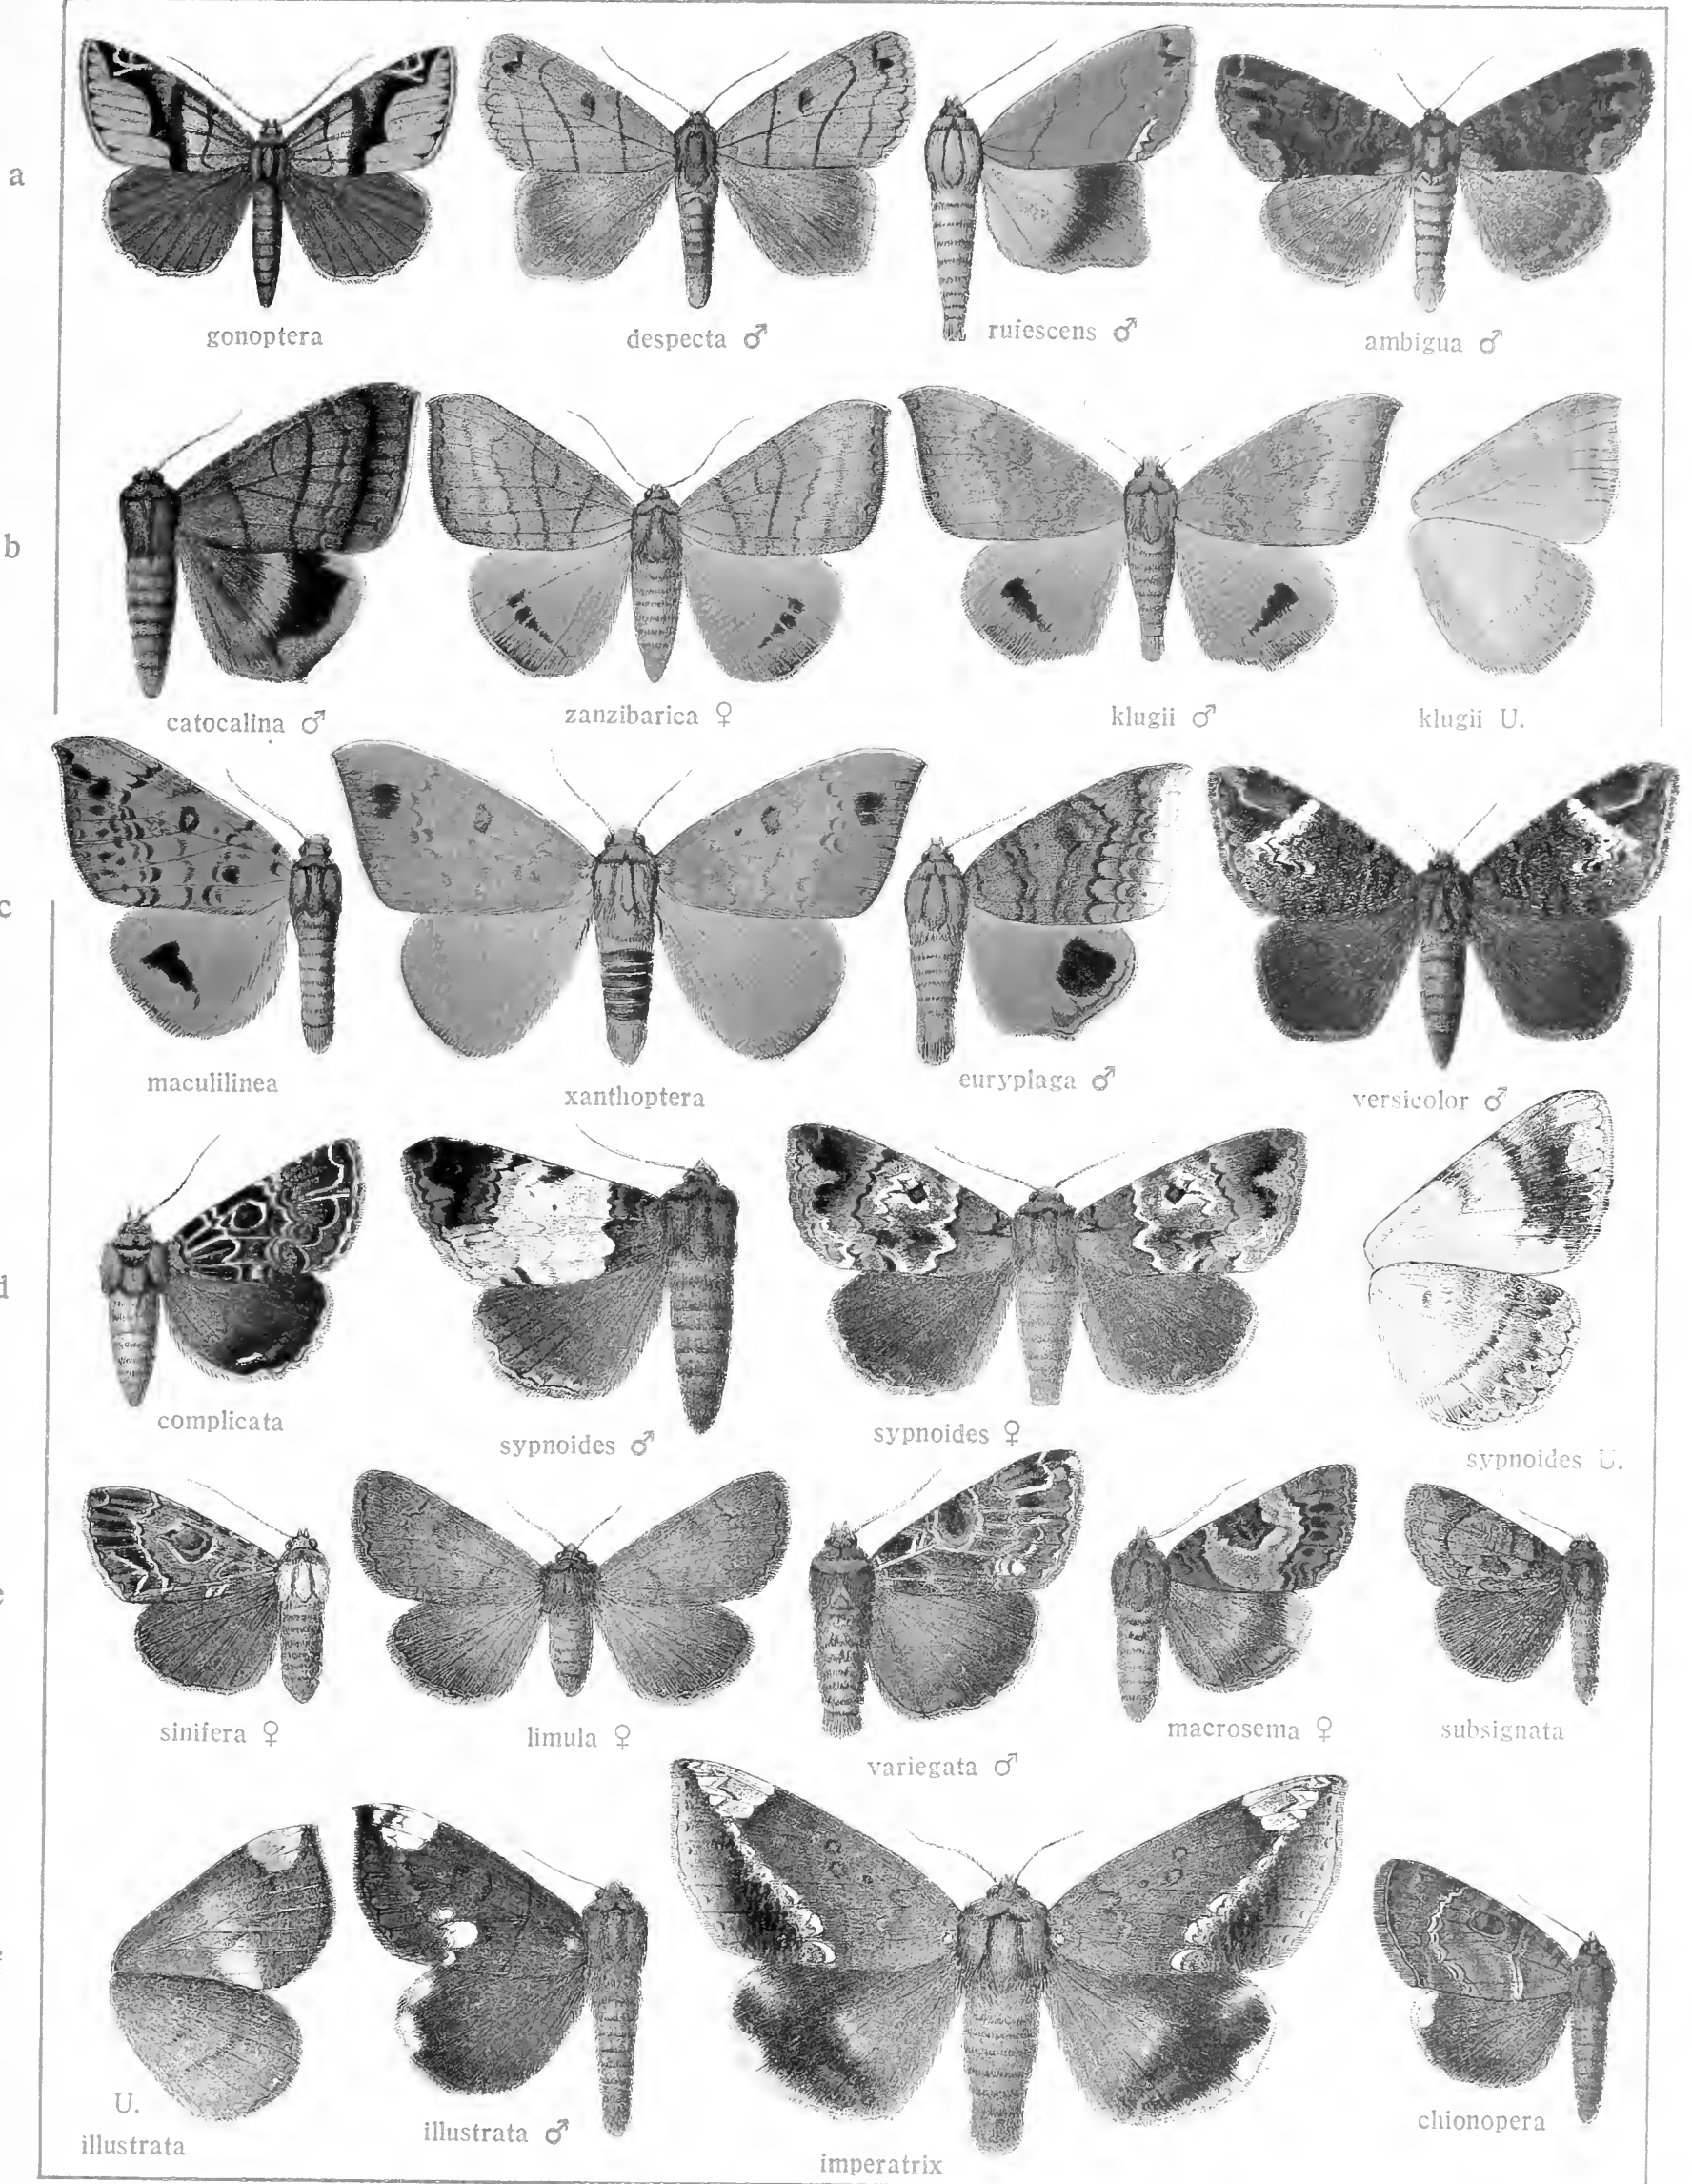 a
gonoptera
despecta ♂
rufescens ♂
ambigua ♂
b
catocalina ♂
zanzibarica ♀
klugii ♂
klugii U.
c
maculilinea
xanthoptera
euryplaga ♂
versicolor ♂
d
complicata
sypnoides ♂
sypnoides ♀
sypnoides U.
e
sinifera ♀
limula ♀
variegata ♂
macrosema ♀
subsignata
U.
illustrata
illustrata ♂
imperatrix
chionopera